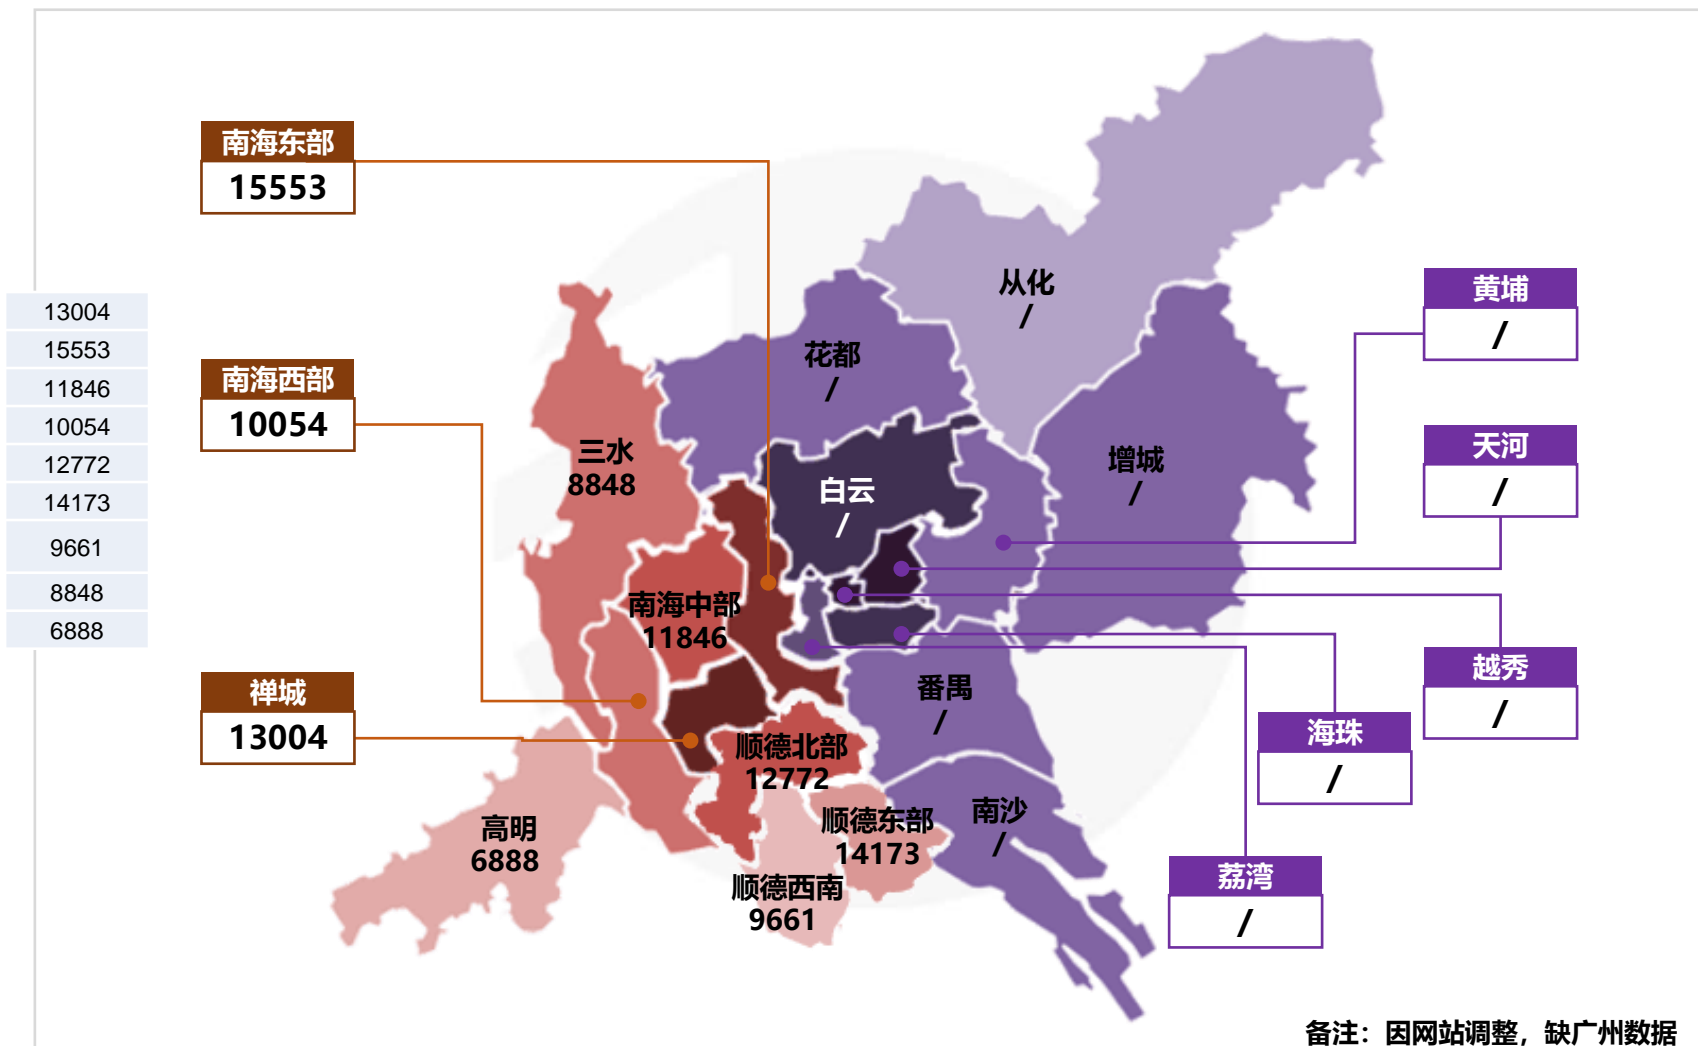 13004
15553
11846
10054
12772
14173
9661
8848
6888
南海东部
15553
南海西部
10054
禅城
13004
三水
8848
南海中部
11846
高明
6888
顺德北部
12772
顺德东部
14173
顺德西南
9661
从化
/
花都
/
白云
/
增城
/
番禺
/
南沙
/
黄埔
/
天河
/
越秀
/
海珠
/
荔湾
/
备注：因网站调整，缺广州数据